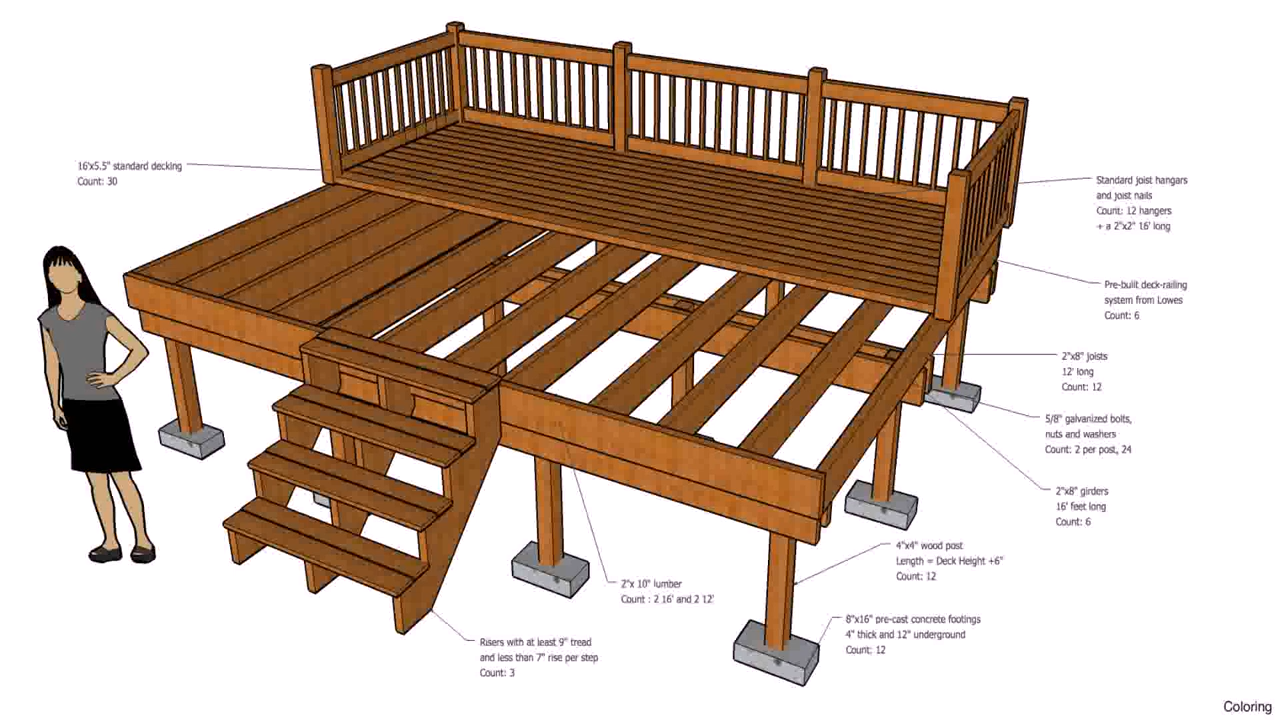 16'x5.5" standard decking
Count: 30
Standard joist hangars
and joist nails
Count: 12 hangers
+ a 2"x2" 16' long
Pre-built deck-railing
system from Lowes
Count: 6
2"x8" joists
12' long
Count: 12
5/8" galvanized bolts,
nuts and washers
Count: 2 per post, 24
2"x8" girders
16' feet long
Count: 6
4"x4" wood post
Length = Deck Height +6"
Count: 12
2"x 10" lumber
Count : 2 16' and 2 12'
8"x16" pre-cast concrete footings
4" thick and 12" underground
Count: 12
Risers with at least 9" tread
and less than 7" rise per step
Count: 3
Coloring